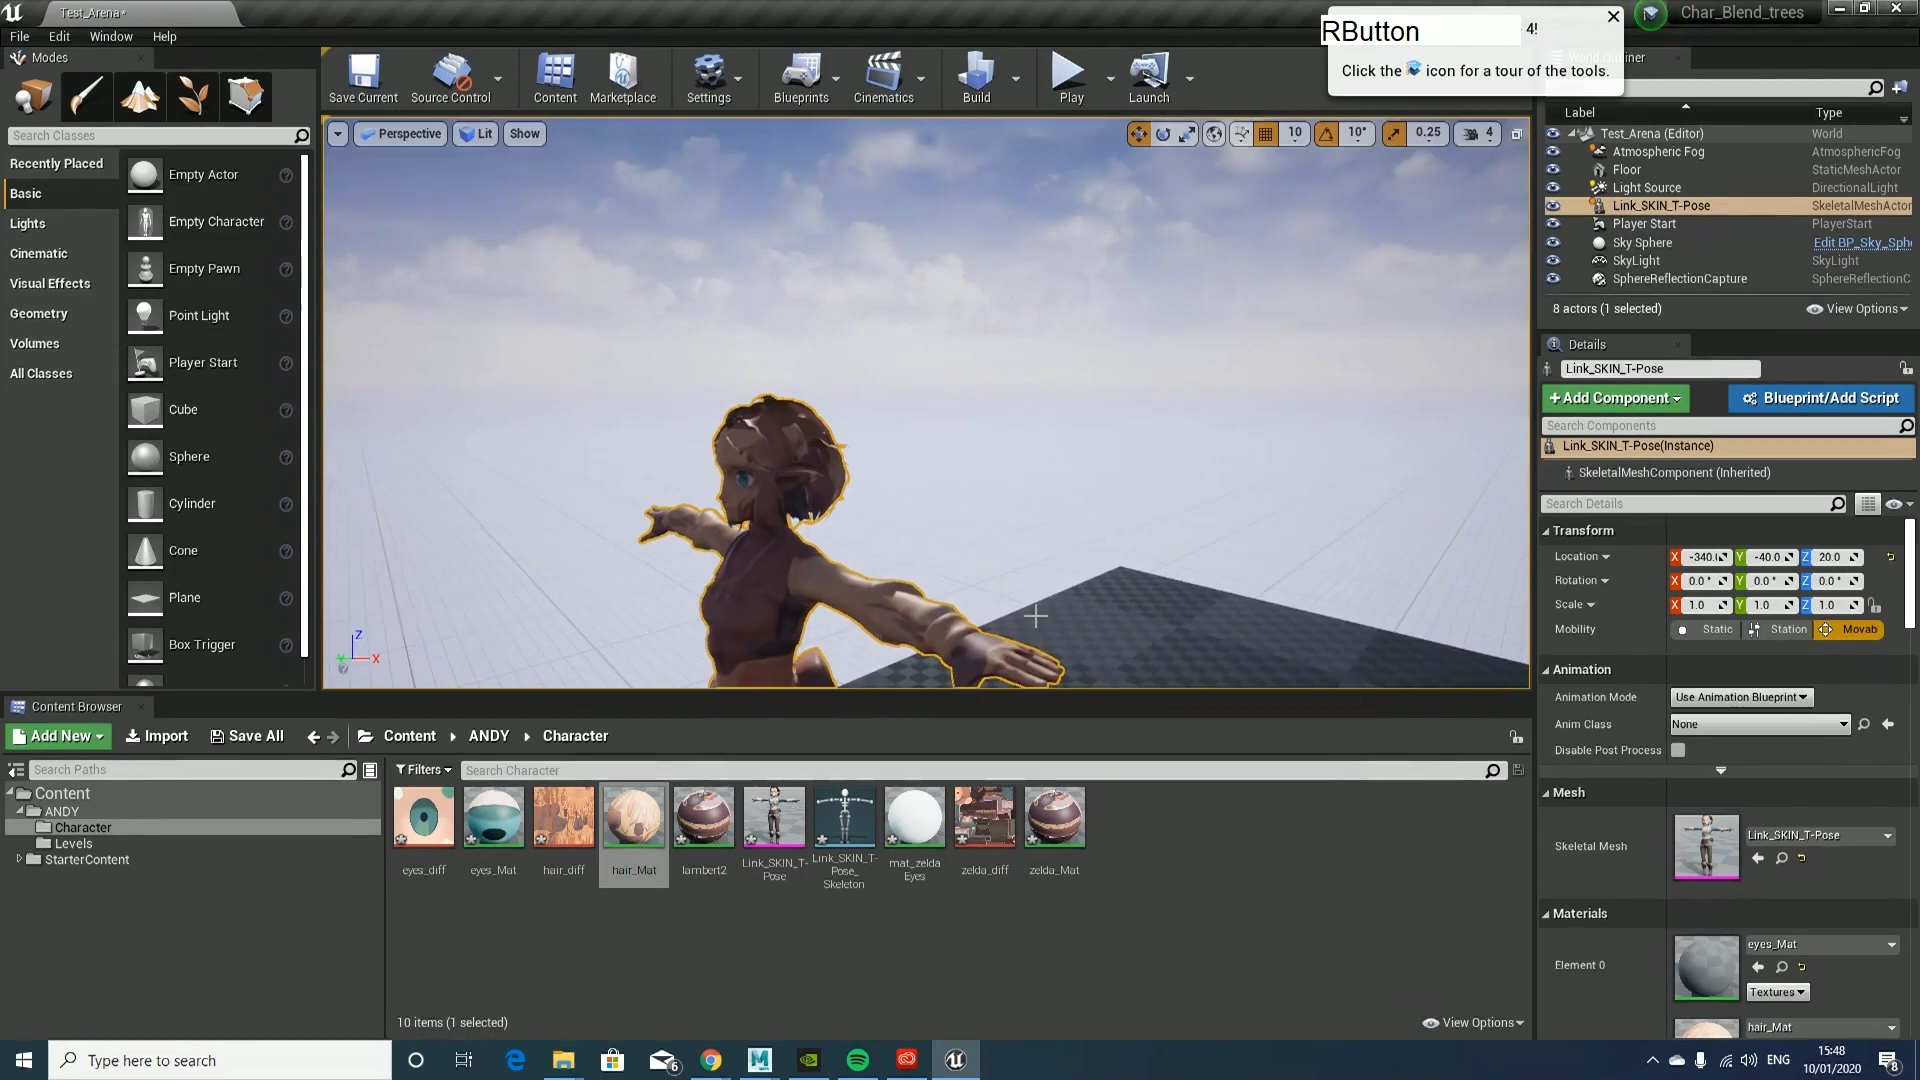 Test_Arena*
RButton
4!
Click the icon for a tour of the tools.
Char_Blend_trees
File Edit Window Help
Modes
Save Current
Source Control
Content
Marketplace
Settings
Blueprints
Cinematics
Build
Play
Launch
Search Classes
Recently Placed
Basic
Lights
Cinematic
Visual Effects
Geometry
Volumes
All Classes
Empty Actor
Empty Character
Empty Pawn
Point Light
Player Start
Cube
Sphere
Cylinder
Cone
Plane
Box Trigger
Perspective
Lit
Show
10
10°
0.25
4
Z
X
Label Type
Test_Arena (Editor) World
Atmospheric Fog AtmosphericFog
Floor StaticMeshActor
Light Source DirectionalLight
Link_SKIN_T-Pose SkeletalMeshActor
Player Start PlayerStart
Sky Sphere Edit BP_Sky_Sph
SkyLight SkyLight
SphereReflectionCapture SphereReflectionC
8 actors (1 selected) View Options
Details
Link_SKIN_T-Pose
+Add Component Blueprint/Add Script
Search Components
Link_SKIN_T-Pose(Instance)
SkeletalMeshComponent (Inherited)
Search Details
Transform
Location X -340.( Y -40.0 Z 20.0
Rotation X 0.0 ° Y 0.0 ° Z 0.0 °
Scale X 1.0 Y 1.0 Z 1.0
Mobility Static Station Movab
Animation
Animation Mode Use Animation Blueprint
Anim Class None
Disable Post Process
Mesh
Skeletal Mesh Link_SKIN_T-Pose
Materials
Element 0 eyes_Mat
Textures
hair_Mat
Content Browser
Add New Import Save All Content ANDY Character
Search Paths
Filters Search Character
Content
ANDY
Character
Levels
StarterContent
eyes_diff
eyes_Mat
hair_diff
hair_Mat
lambert2
Link_SKIN_T-
Pose
Link_SKIN_T-
Pose_
Skeleton
mat_zelda
Eyes
zelda_diff
zelda_Mat
10 items (1 selected) View Options
Type here to search
6
ENG
15:48
10/01/2020
8